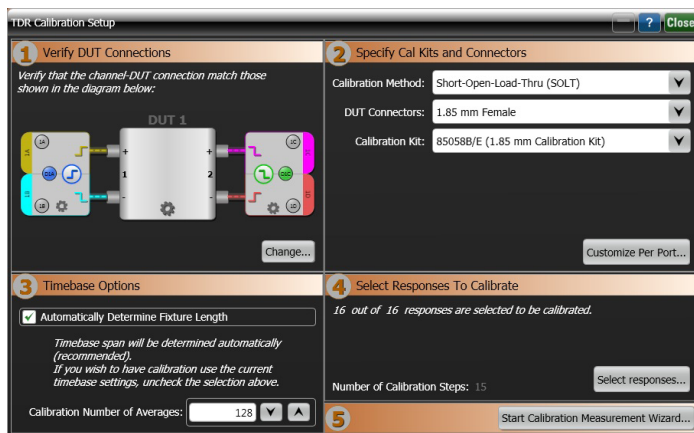 TDR Calibration Setup
?
Close
1 Verify DUT Connections
Verify that the channel-DUT connection match those
shown in the diagram below:
DUT 1
1A
1A
D1A
1B
1B
+
1
-
+
2
-
1C
D1C
1D
Change...
2 Specify Cal Kits and Connectors
Calibration Method: Short-Open-Load-Thru (SOLT)
DUT Connectors: 1.85 mm Female
Calibration Kit: 85058B/E (1.85 mm Calibration Kit)
Customize Per Port...
3 Timebase Options
Automatically Determine Fixture Length
Timebase span will be determined automatically
(recommended).
If you wish to have calibration use the current
timebase settings, uncheck the selection above.
Calibration Number of Averages: 128
4 Select Responses To Calibrate
16 out of 16 responses are selected to be calibrated.
Number of Calibration Steps: 15
Select responses...
5
Start Calibration Measurement Wizard...